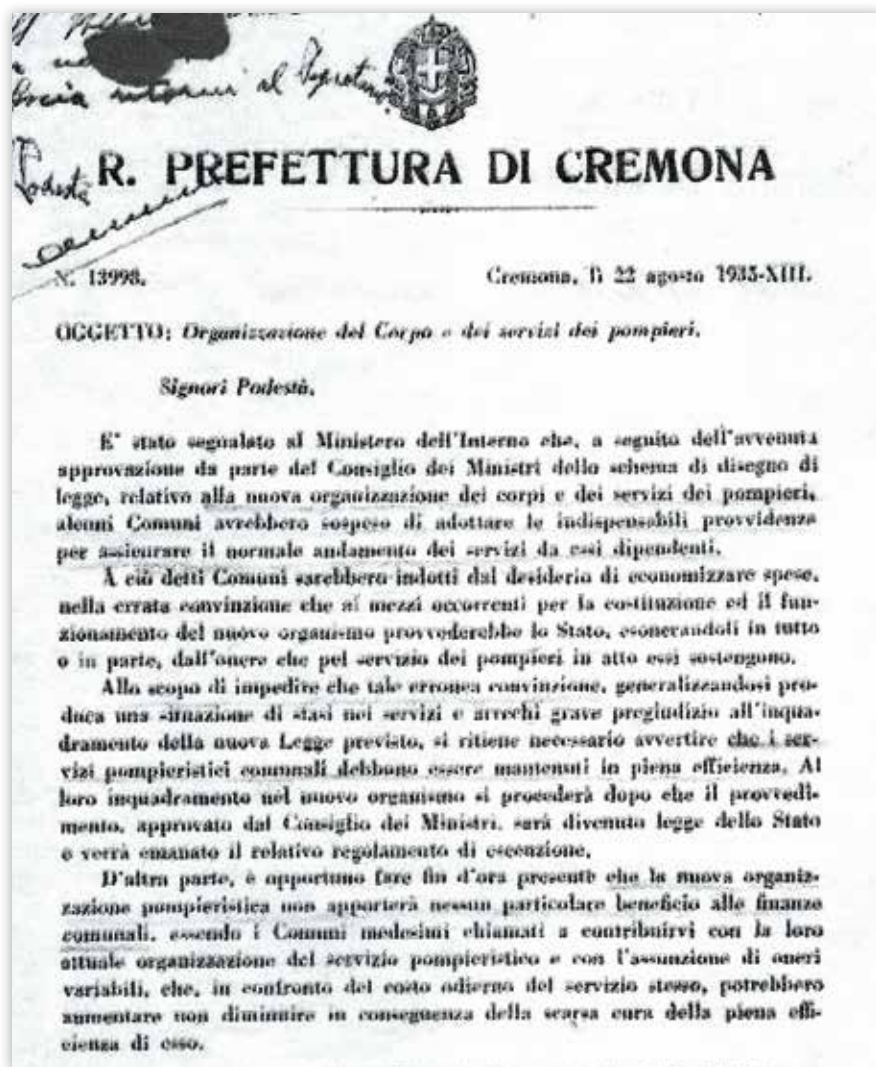 ritorni al
Podestà
R. PREFETTURA DI CREMONA
N. 13998.
Cremona, lì 22 agosto 1935-XIII.
OGGETTO: Organizzazione del Corpo e dei servizi dei pompieri.
Signori Podestà,
E' stato segnalato al Ministero dell'Interno che, a seguito dell'avvenuta
approvazione da parte del Consiglio dei Ministri dello schema di disegno di
legge, relativo alla nuova organizzazione dei corpi e dei servizi dei pompieri,
alcuni Comuni avrebbero sospeso di adottare le indispensabili provvidenze
per assicurare il normale andamento dei servizi da essi dipendenti.
A ciò detti Comuni sarebbero indotti dal desiderio di economizzare spese,
nella errata convinzione che ai mezzi occorrenti per la costituzione ed il fun-
zionamento del nuovo organismo provvederebbe lo Stato, esonerandoli in tutto
o in parte, dall'onere che pel servizio dei pompieri in atto essi sostengono.
Allo scopo di impedire che tale erronea convinzione, generalizzandosi pro-
duca una situazione di stasi nei servizi e arrechi grave pregiudizio all'inqua-
dramento della nuova Legge previsto, si ritiene necessario avvertire che i ser-
vizi pompieristici comunali debbono essere mantenuti in piena efficienza. Al
loro inquadramento nel nuovo organismo si procederà dopo che il provvedi-
mento, approvato dal Consiglio dei Ministri, sarà divenuto legge dello Stato
e verrà emanato il relativo regolamento di esecuzione.
D'altra parte, è opportuno fare fin d'ora presente che la nuova organiz-
zazione pompieristica non apporterà nessun particolare beneficio alle finanze
comunali, essendo i Comuni medesimi chiamati a contribuirvi con la loro
attuale organizzazione del servizio pompieristico e con l'assunzione di oneri
variabili, che, in confronto del costo odierno del servizio stesso, potrebbero
aumentare non diminuire in conseguenza della scarsa cura della piena effi-
cienza di esso.